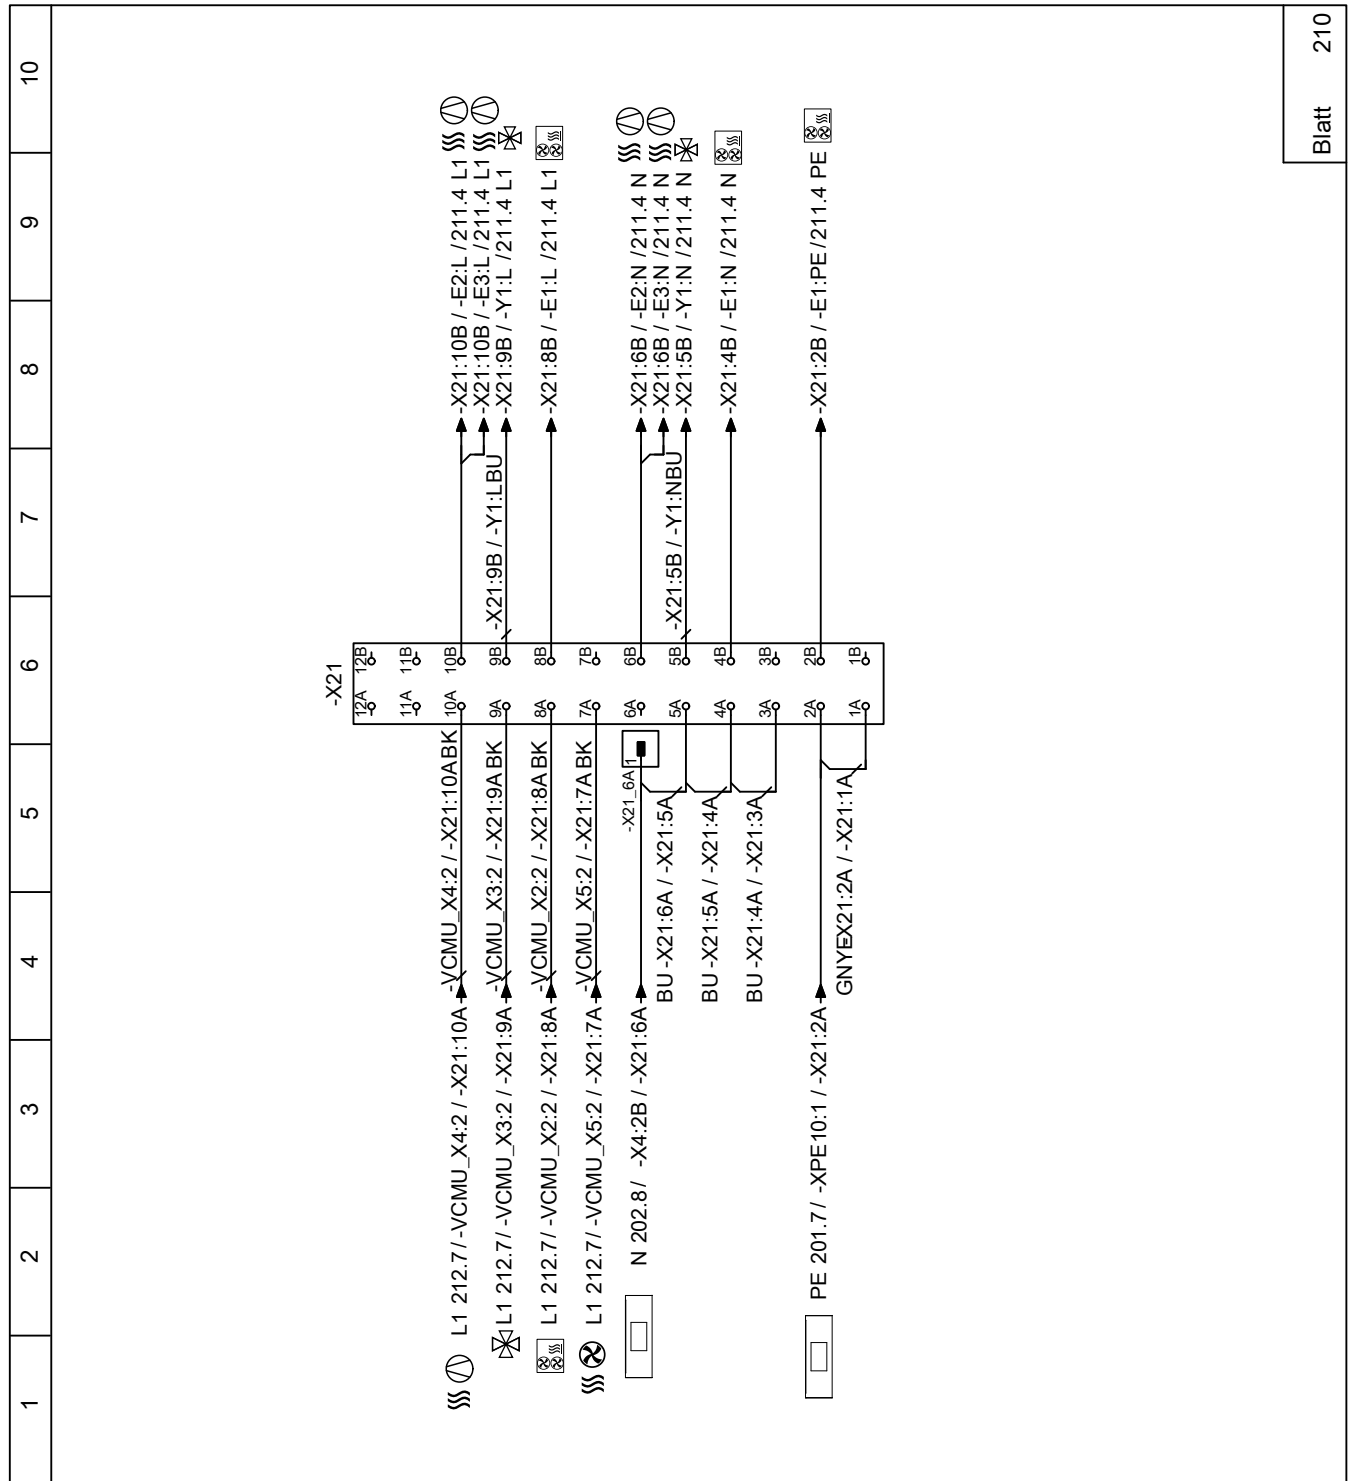 10
9
8
7
6
5
4
3
2
1
Blatt 210
-X21:10B / -E2:L /211.4 L1
-X21:10B / -E3:L /211.4 L1
-X21:9B / -Y1:L /211.4 L1
-X21:8B / -E1:L /211.4 L1
-X21:6B / -E2:N /211.4 N
-X21:6B / -E3:N /211.4 N
-X21:5B / -Y1:N /211.4 N
-X21:4B / -E1:N /211.4 N
-X21:2B / -E1:PE /211.4 PE
-X21:9B / -Y1:LBU
-X21:5B / -Y1:NBU
-X21
12B
11B
10B
9B
8B
7B
6B
5B
4B
3B
2B
1B
12A
11A
10A
9A
8A
7A
6A
5A
4A
3A
2A
1A
-VCMU_X4:2 / -X21:10ABK
-VCMU_X3:2 / -X21:9A BK
-VCMU_X2:2 / -X21:8A BK
-VCMU_X5:2 / -X21:7A BK
-X21_6A 1
BU -X21:6A / -X21:5A
BU -X21:5A / -X21:4A
BU -X21:4A / -X21:3A
GNYE-X21:2A / -X21:1A
L1 212.7 / -VCMU_X4:2 / -X21:10A
L1 212.7 / -VCMU_X3:2 / -X21:9A
L1 212.7 / -VCMU_X2:2 / -X21:8A
L1 212.7 / -VCMU_X5:2 / -X21:7A
N 202.8 / -X4:2B / -X21:6A
PE 201.7 / -XPE10:1 / -X21:2A